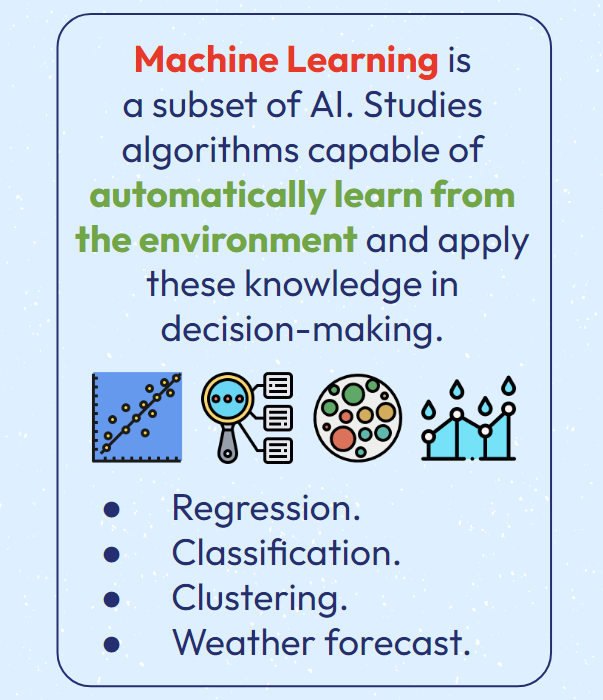 Machine Learning is
a subset of AI. Studies
algorithms capable of
automatically learn from
the environment and apply
these knowledge in
decision-making.
● Regression.
● Classification.
● Clustering.
● Weather forecast.